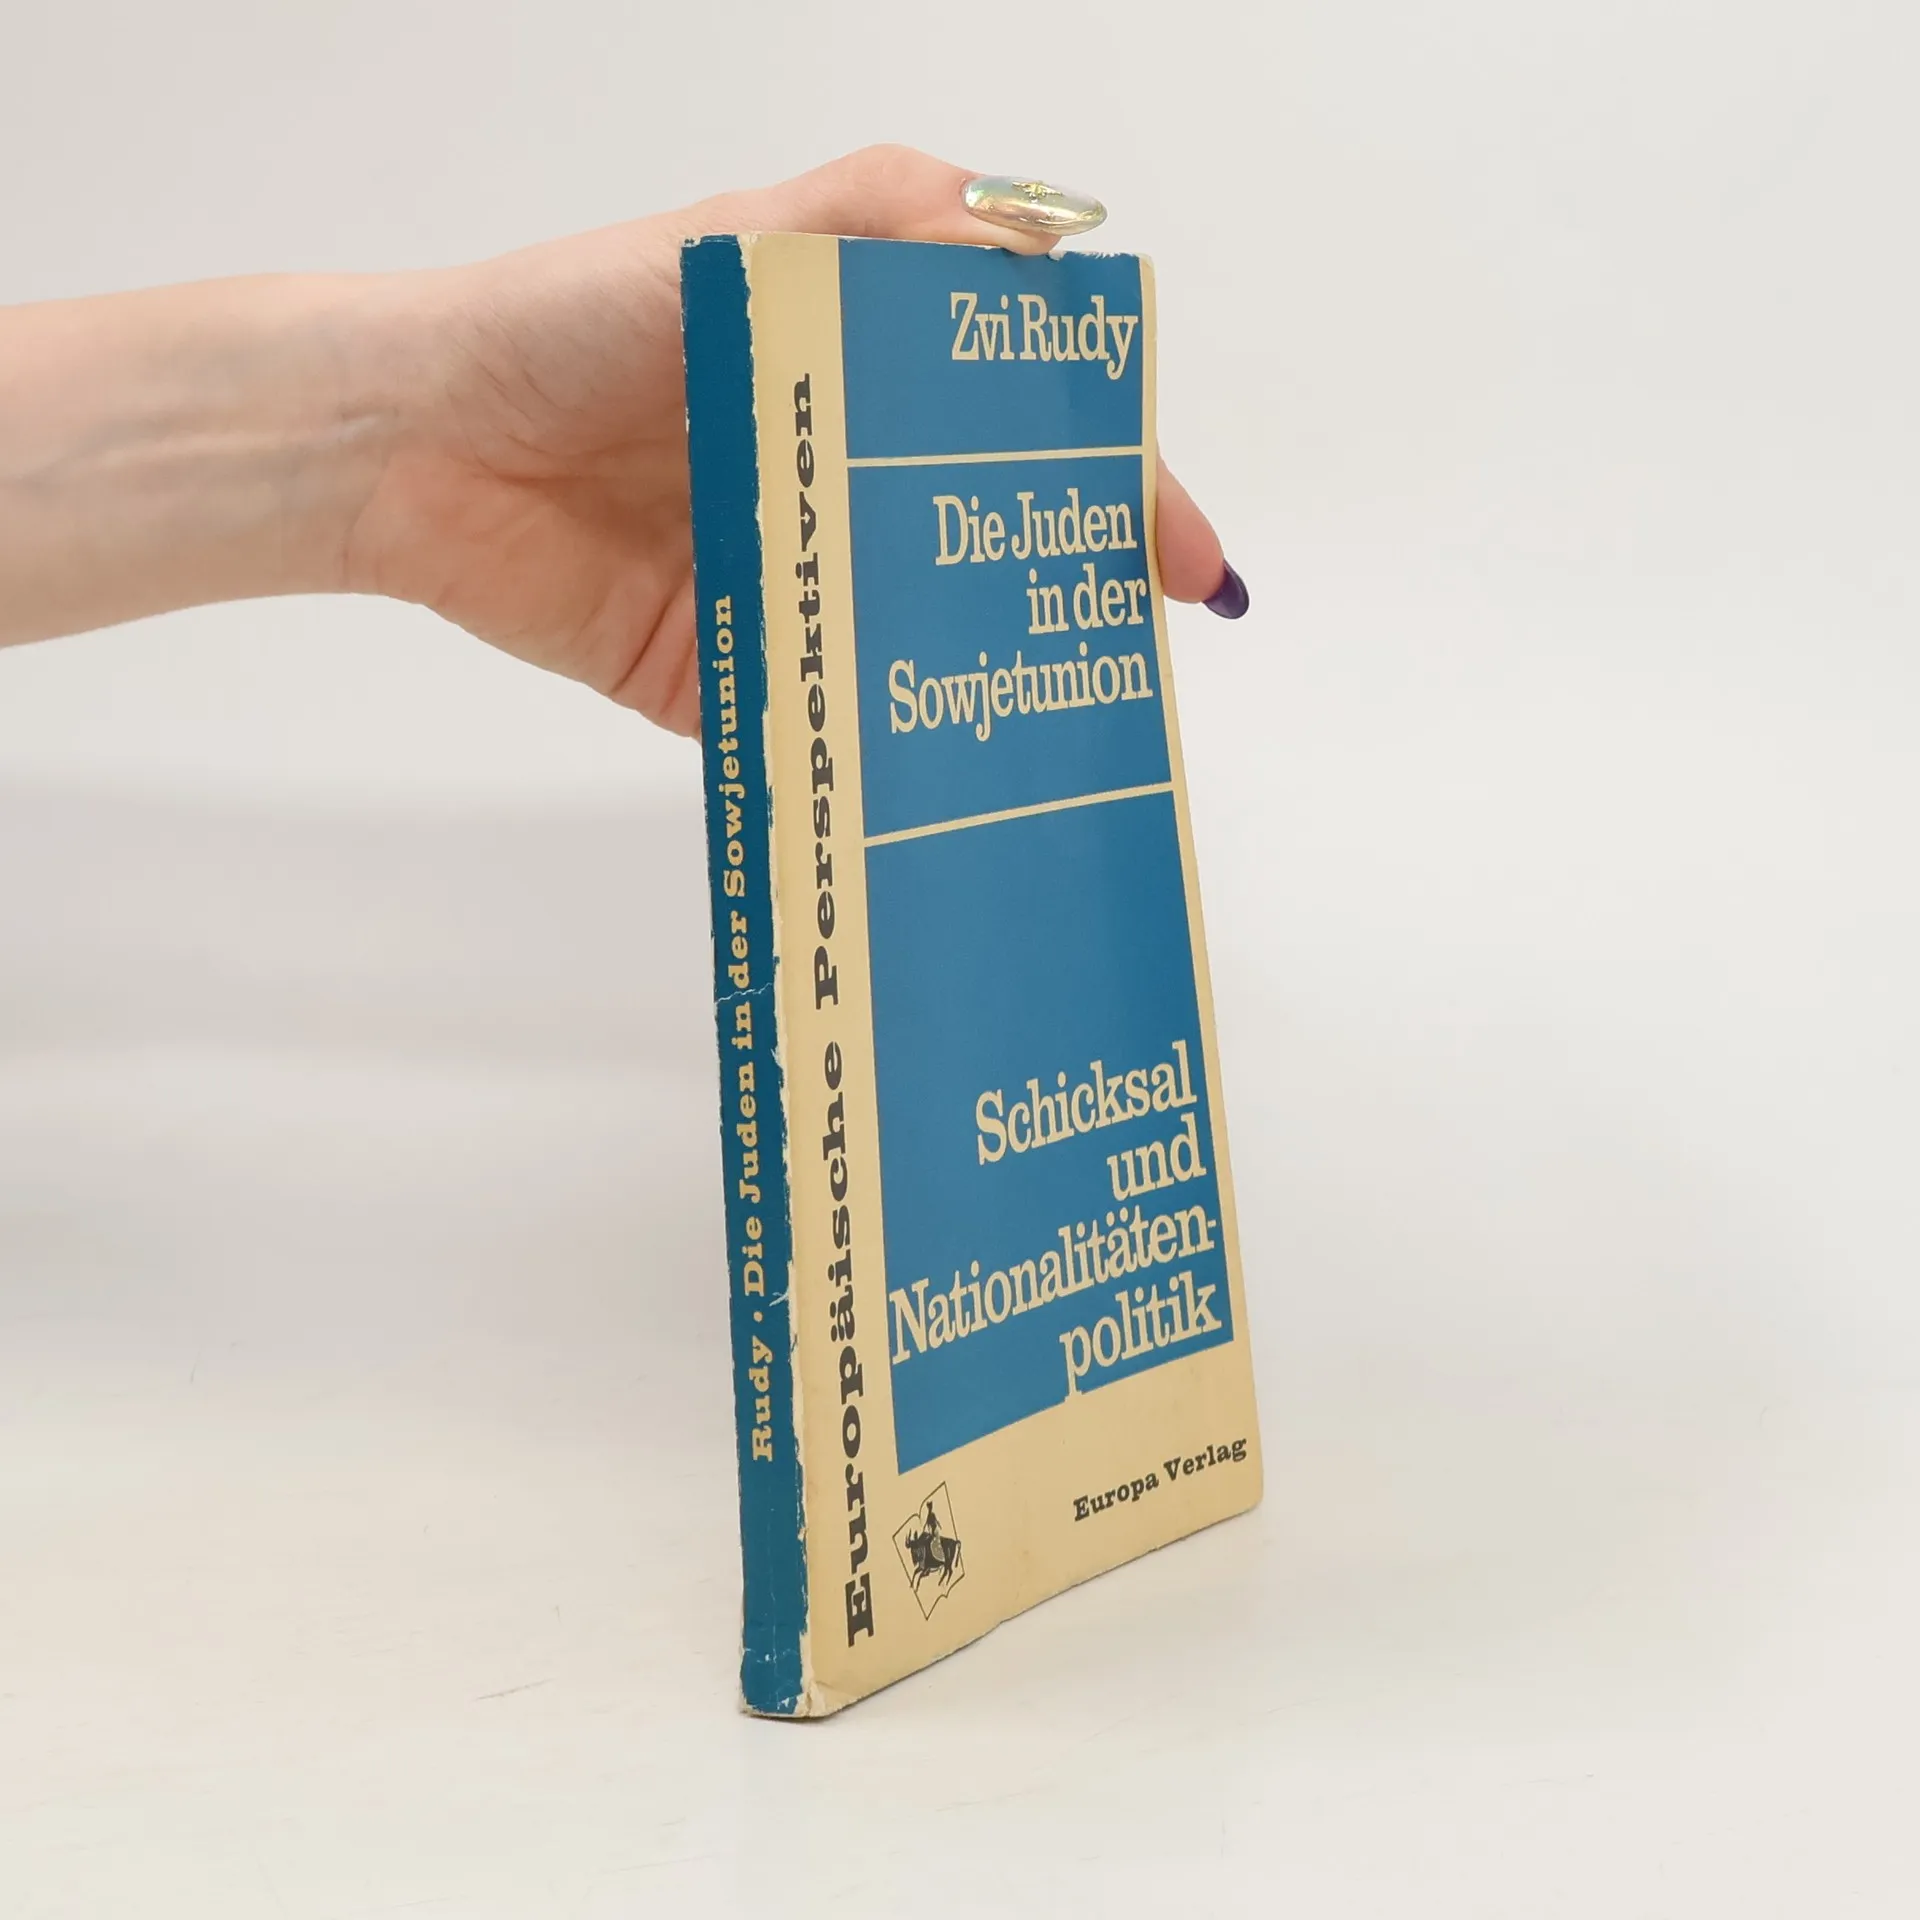 Rudy · Die Juden in der Sowjetunion
Europäische Perspektiven
Zvi Rudy
Die Juden
in der
Sowjetunion
Schicksal
und
Nationalitäten-
politik
Europa Verlag